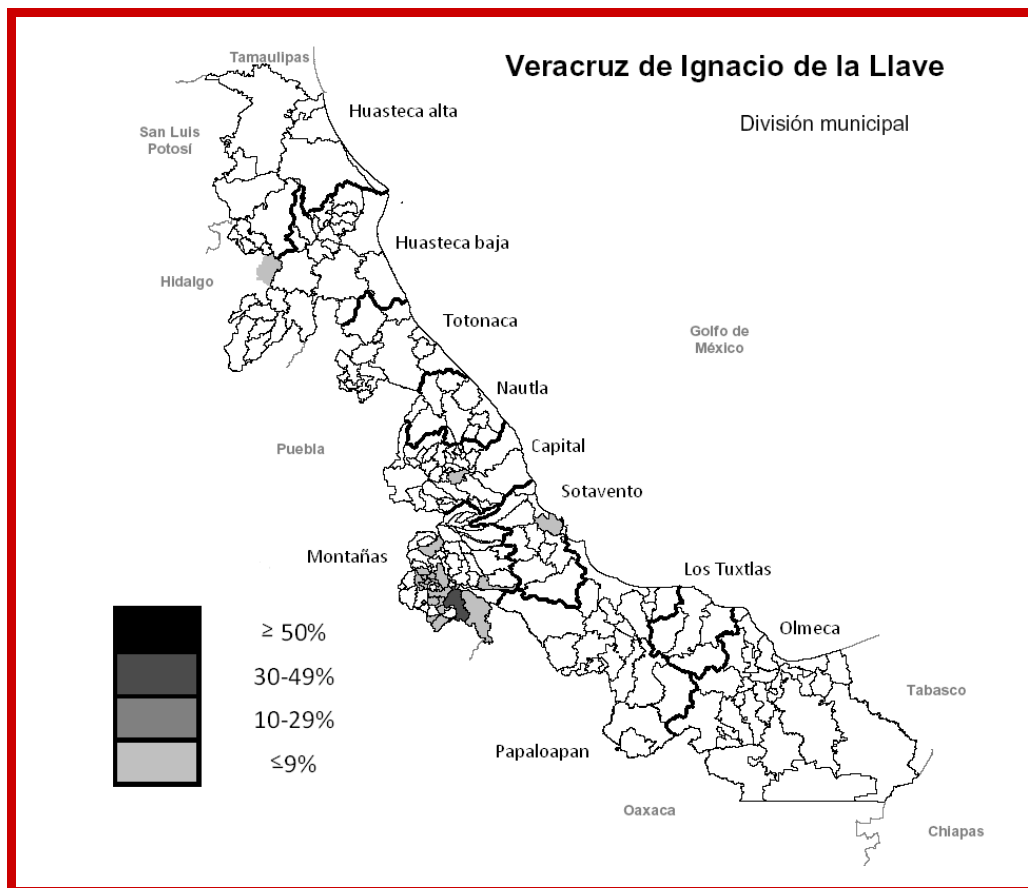 Veracruz de Ignacio de la Llave
División municipal
Tamaulipas
Huasteca alta
San Luis
Potosí
Huasteca baja
Hidalgo
Totonaca
Golfo de
México
Nautla
Puebla
Capital
Sotavento
Montañas
Los Tuxtlas
Olmeca
≥ 50%
30-49%
10-29%
≤9%
Tabasco
Papaloapan
Oaxaca
Chiapas